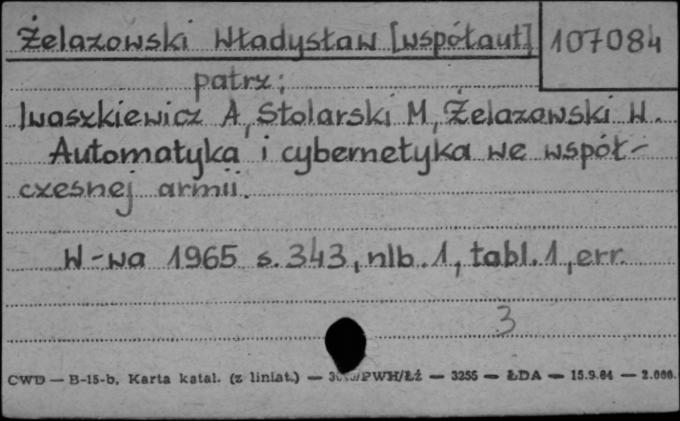 Żelazowski Władysław [współaut] 107084
patrz:
Iwaszkiewicz A, Stolarski M, Żelazowski W.
Automatyka i cybernetyka we współ-
czesnej armii.
W-wa 1965 s. 343, nlb. 1, tabl. 1, err.
3
CWD — B-15-b. Karta katal. (z liniat.) — /PWH/Łź — 3255 — ŁDA — 15.9.64 — 2.000.